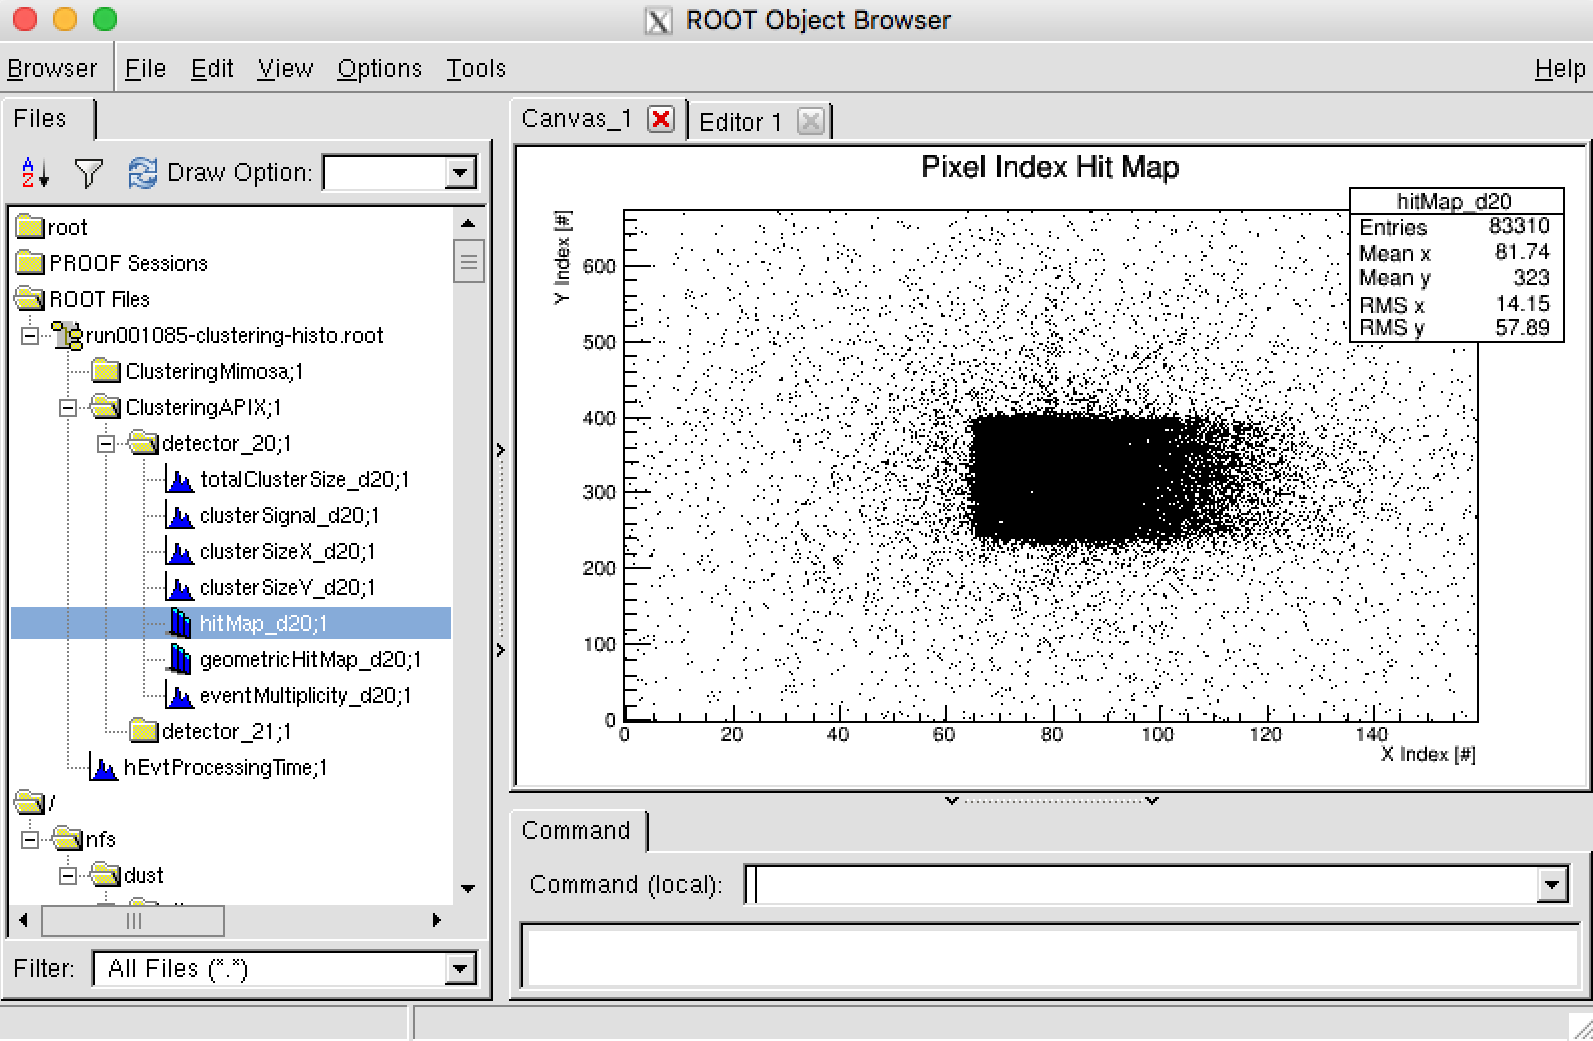 ROOT Object Browser
Browser File Edit View Options Tools Help
Files
Draw Option:
root
PROOF Sessions
ROOT Files
run001085-clustering-histo.root
ClusteringMimosa;1
ClusteringAPIX;1
detector_20;1
totalClusterSize_d20;1
clusterSignal_d20;1
clusterSizeX_d20;1
clusterSizeY_d20;1
hitMap_d20;1
geometricHitMap_d20;1
eventMultiplicity_d20;1
detector_21;1
hEvtProcessingTime;1
/
nfs
dust
Filter: All Files (*.*)
Canvas_1 Editor 1
Pixel Index Hit Map
hitMap_d20
Entries 83310
Mean x 81.74
Mean y 323
RMS x 14.15
RMS y 57.89
Y Index [#]
600
500
400
300
200
100
0
0 20 40 60 80 100 120 140
X Index [#]
Command
Command (local):